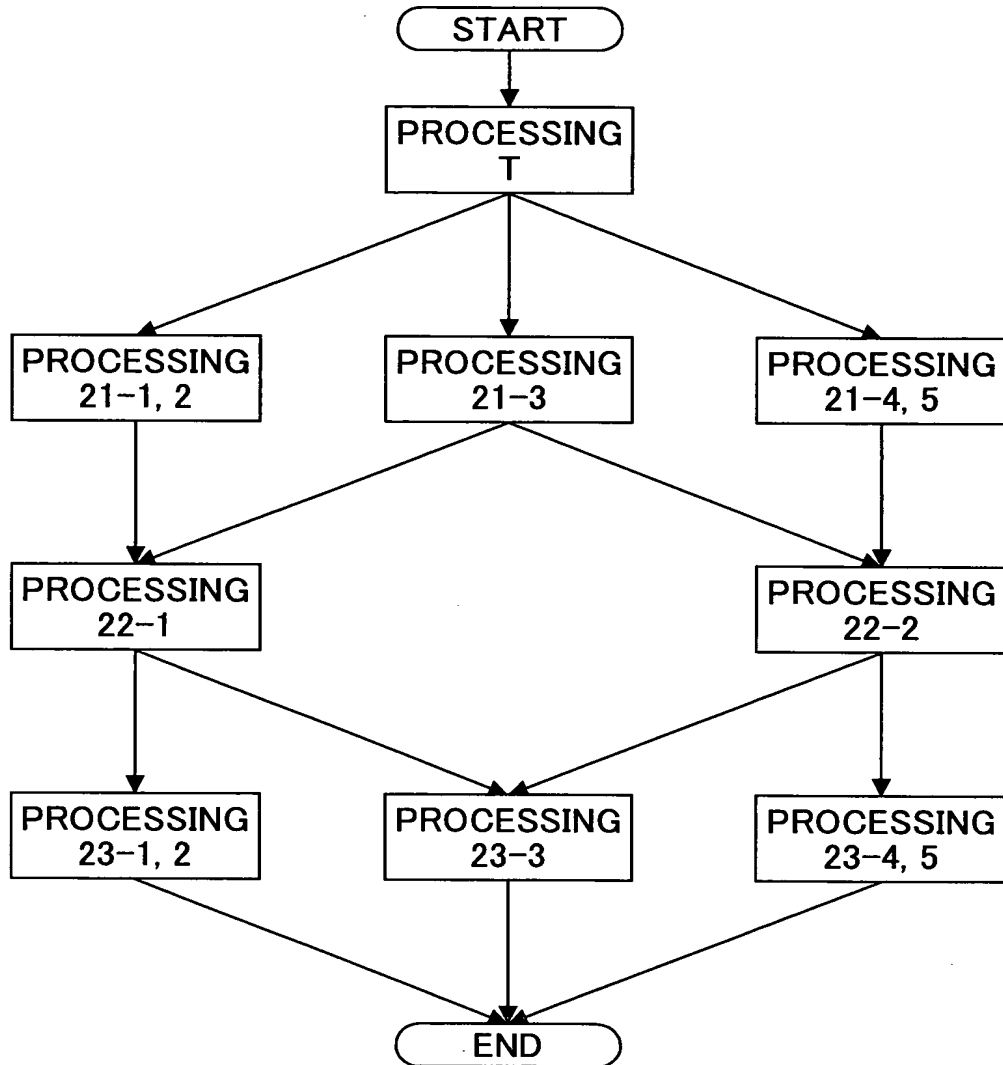 START
PROCESSING
T
PROCESSING
21-1, 2
PROCESSING
21-3
PROCESSING
21-4, 5
PROCESSING
22-1
PROCESSING
22-2
PROCESSING
23-1, 2
PROCESSING
23-3
PROCESSING
23-4, 5
END